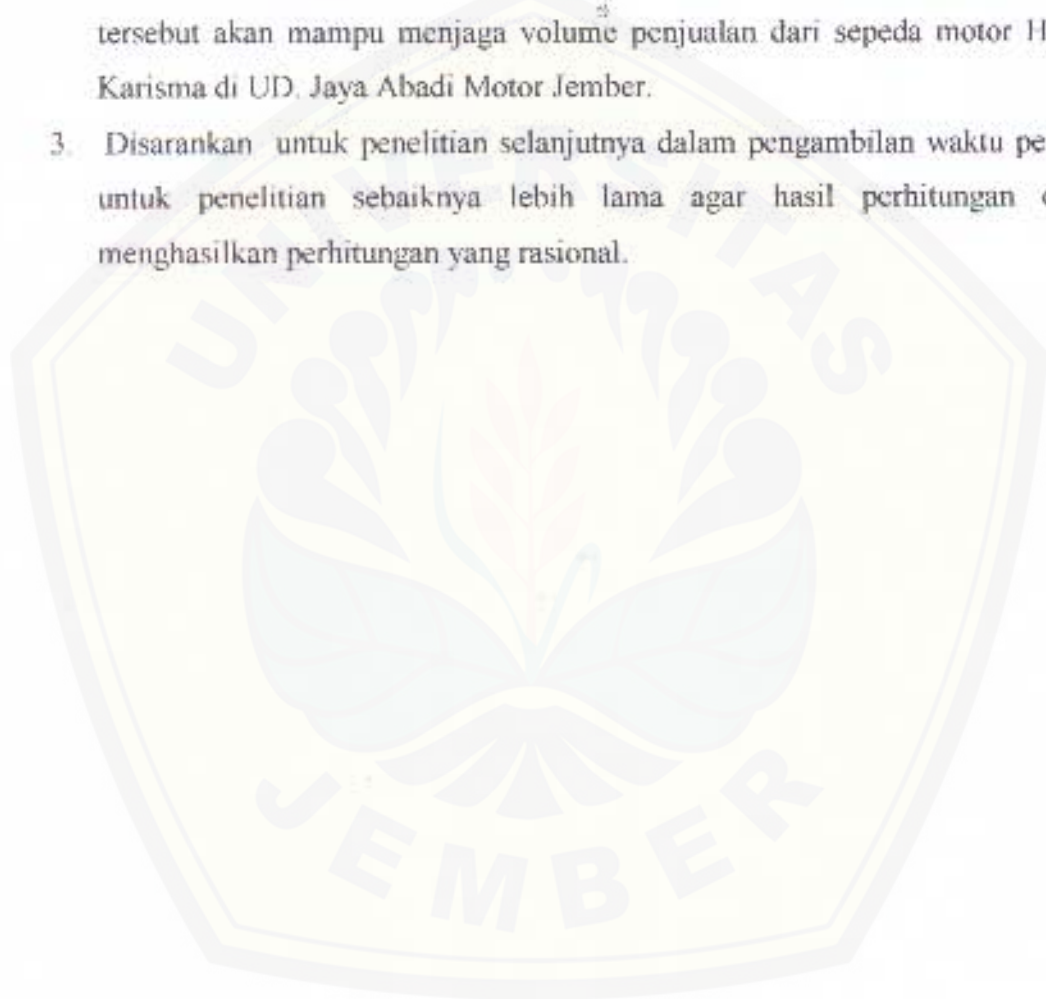 tersebut akan mampu menjaga volume penjualan dari sepeda motor H
Karisma di UD. Jaya Abadi Motor Jember.
3. Disarankan untuk penelitian selanjutnya dalam pengambilan waktu pe
untuk penelitian sebaiknya lebih lama agar hasil perhitungan
menghasilkan perhitungan yang rasional.
UNIVERSITAS
JEMBER